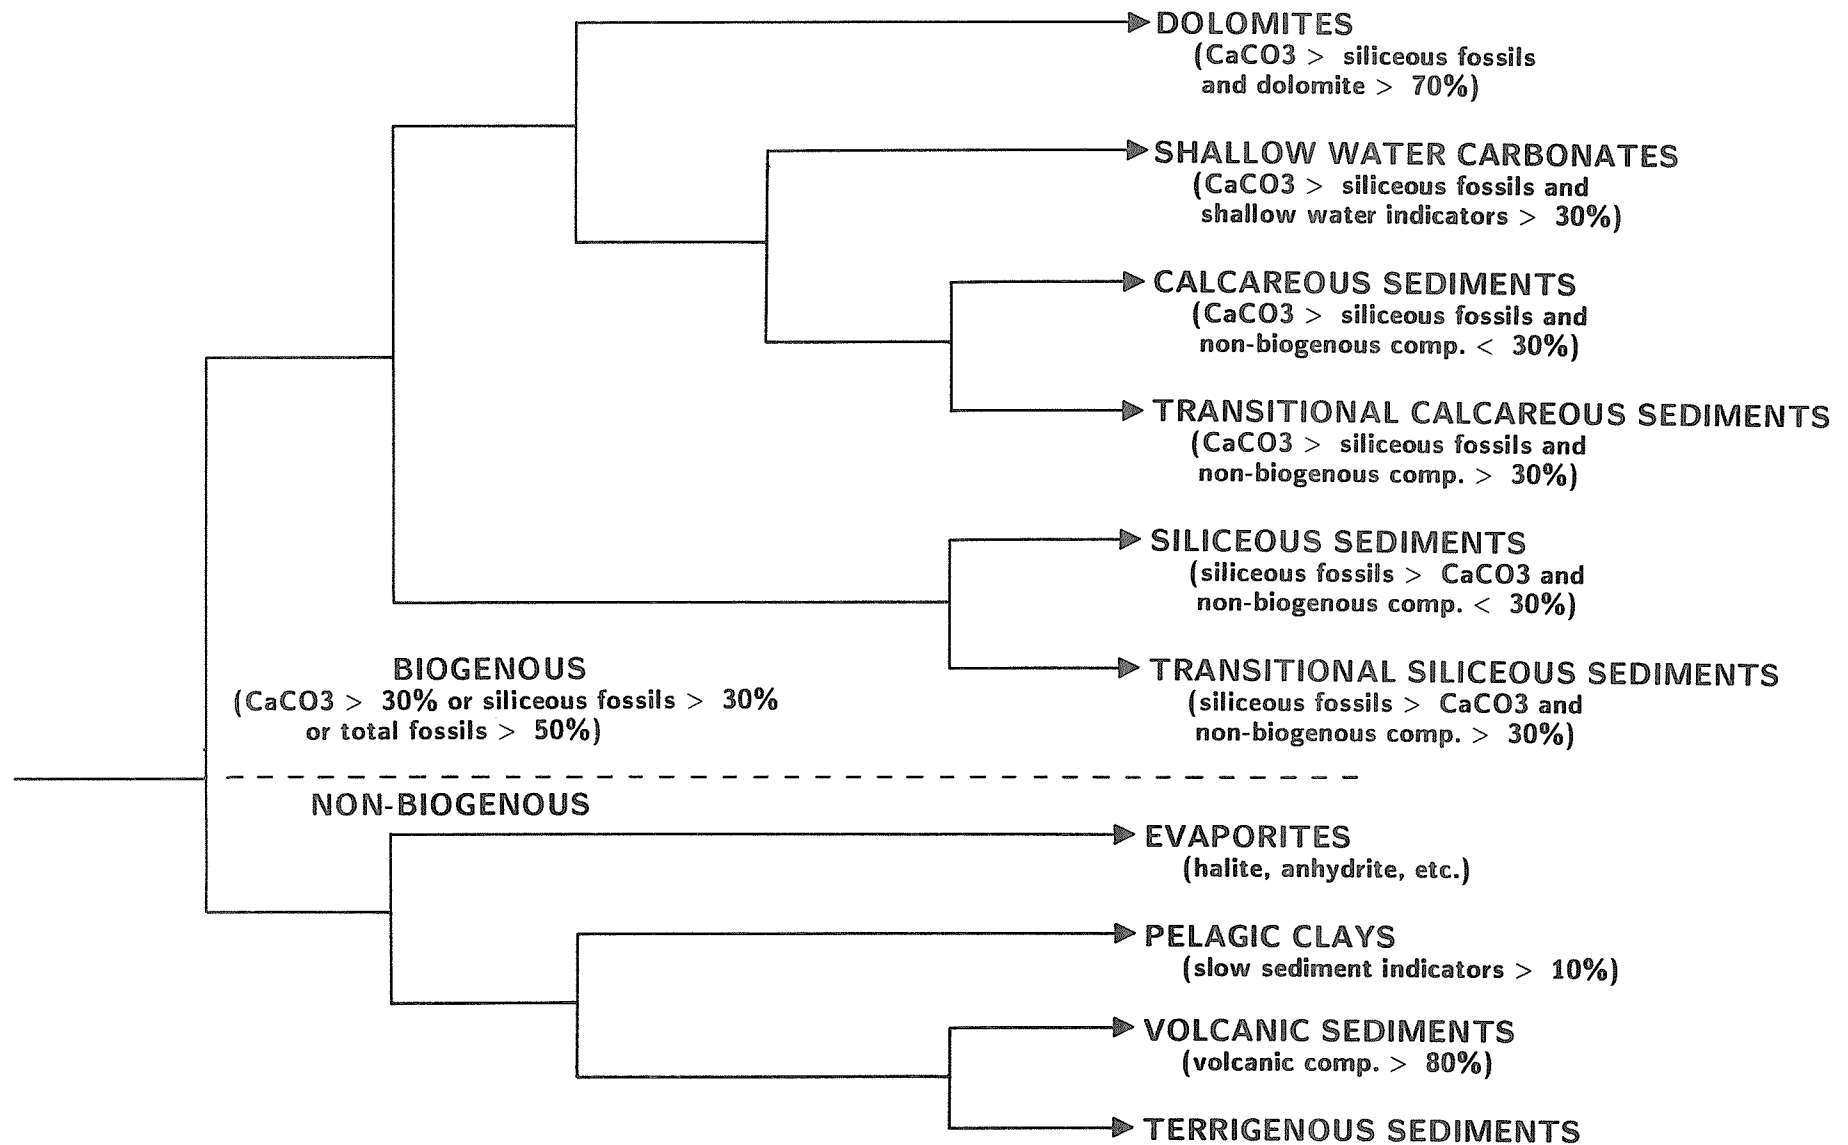 DOLOMITES
(CaCO3 > siliceous fossils
and dolomite > 70%)
SHALLOW WATER CARBONATES
(CaCO3 > siliceous fossils and
shallow water indicators > 30%)
CALCAREOUS SEDIMENTS
(CaCO3 > siliceous fossils and
non-biogenous comp. < 30%)
TRANSITIONAL CALCAREOUS SEDIMENTS
(CaCO3 > siliceous fossils and
non-biogenous comp. > 30%)
SILICEOUS SEDIMENTS
(siliceous fossils > CaCO3 and
non-biogenous comp. < 30%)
TRANSITIONAL SILICEOUS SEDIMENTS
(siliceous fossils > CaCO3 and
non-biogenous comp. > 30%)
BIOGENOUS
(CaCO3 > 30% or siliceous fossils > 30%
or total fossils > 50%)
NON-BIOGENOUS
EVAPORITES
(halite, anhydrite, etc.)
PELAGIC CLAYS
(slow sediment indicators > 10%)
VOLCANIC SEDIMENTS
(volcanic comp. > 80%)
TERRIGENOUS SEDIMENTS